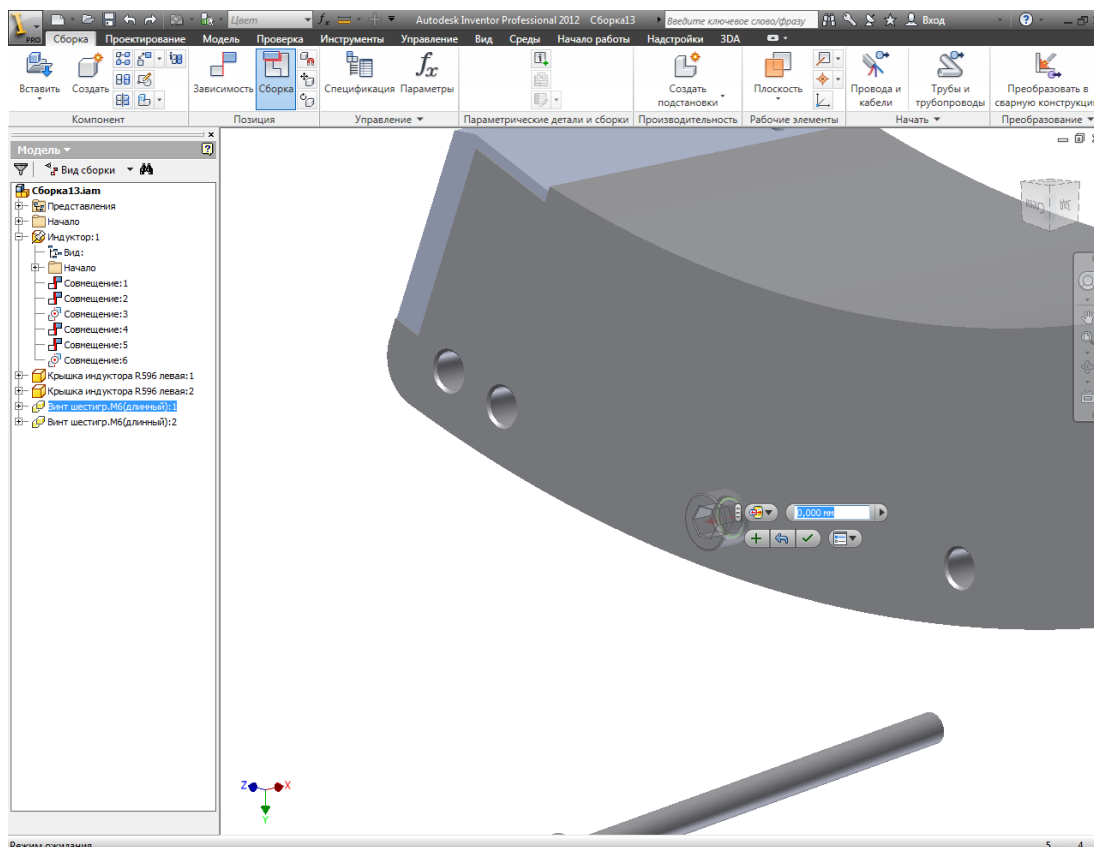 PRO
Цвет
Autodesk Inventor Professional 2012 Сборка13
Введите ключевое слово/фразу
Вход
Сборка Проектирование Модель Проверка Инструменты Управление Вид Среды Начало работы Надстройки 3DA
Вставить
Создать
Зависимость
Сборка
Спецификация
Параметры
fx
Создать подстановки
Плоскость
Провода и кабели
Трубы и трубопроводы
Преобразовать в сварную конструкци
Компонент
Позиция
Управление
Параметрические детали и сборки
Производительность
Рабочие элементы
Начать
Преобразование
Модель
Вид сборки
Сборка13.iam
Представления
Начало
Индуктор:1
Вид:
Начало
Совмещение:1
Совмещение:2
Совмещение:3
Совмещение:4
Совмещение:5
Совмещение:6
Крышка индуктора R596 левая:1
Крышка индуктора R596 левая:2
Винт шестигр.М6(длинный):1
Винт шестигр.М6(длинный):2
0,000 мм
Z X
Y
Режим ожидания
5 4